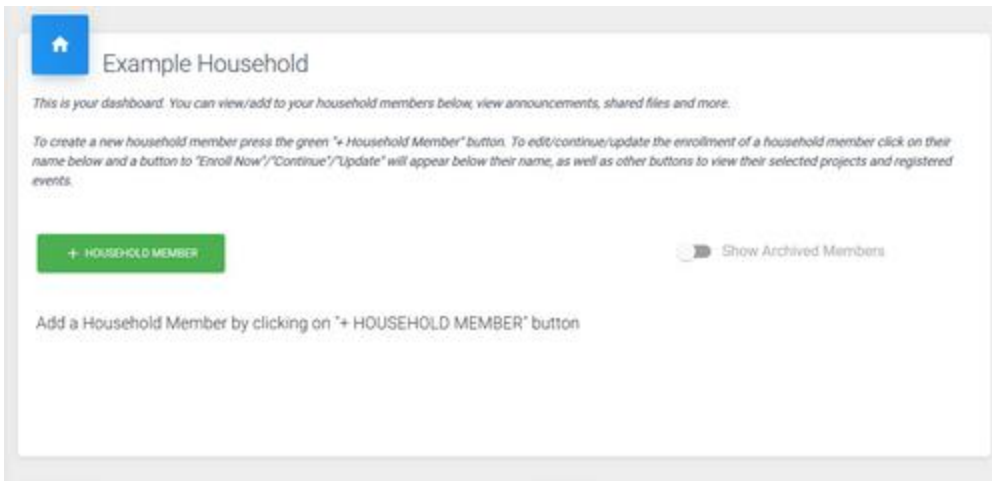 Example Household
This is your dashboard. You can view/add to your household members below, view announcements, shared files and more.
To create a new household member press the green "+ Household Member" button. To edit/continue/update the enrollment of a household member click on their
name below and a button to "Enroll Now"/"Continue"/"Update" will appear below their name, as well as other buttons to view their selected projects and registered
events.
+ HOUSEHOLD MEMBER
Show Archived Members
Add a Household Member by clicking on "+ HOUSEHOLD MEMBER" button